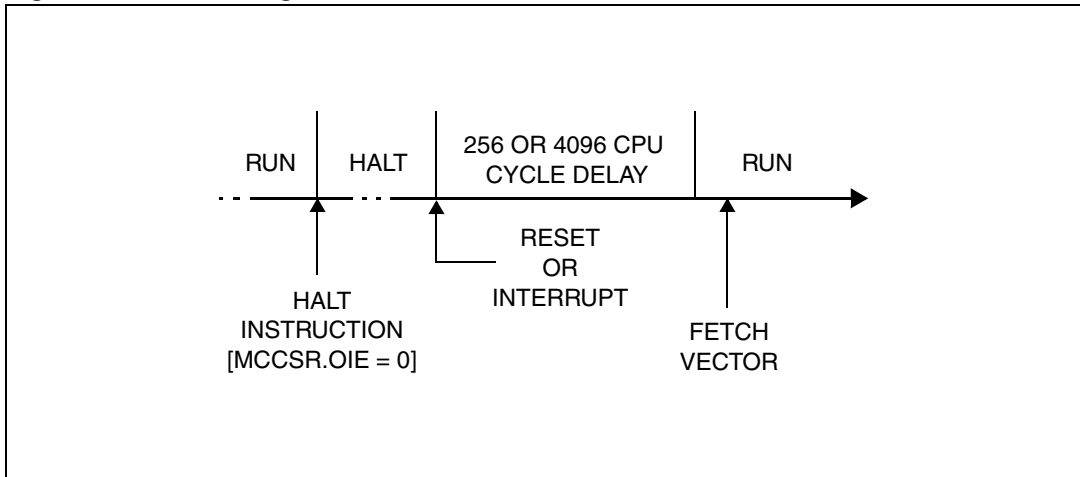 RUN
HALT
256 OR 4096 CPU
CYCLE DELAY
RUN
RESET
OR
INTERRUPT
HALT
INSTRUCTION
[MCCSR.OIE = 0]
FETCH
VECTOR